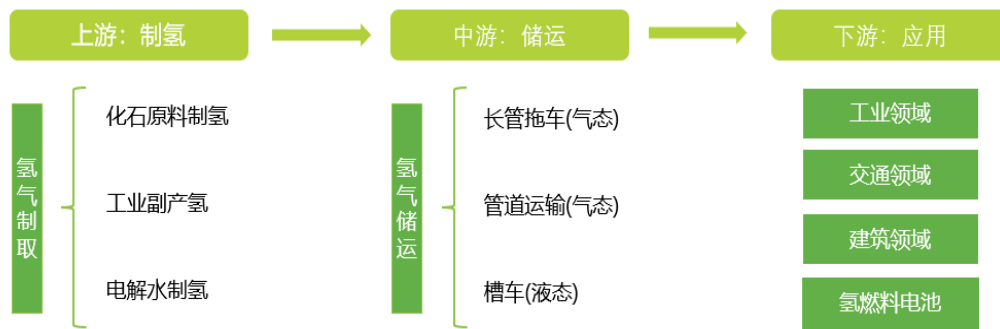 上游：制氢
中游：储运
下游：应用
氢气制取
化石原料制氢
工业副产氢
电解水制氢
氢气储运
长管拖车(气态)
管道运输(气态)
槽车(液态)
工业领域
交通领域
建筑领域
氢燃料电池